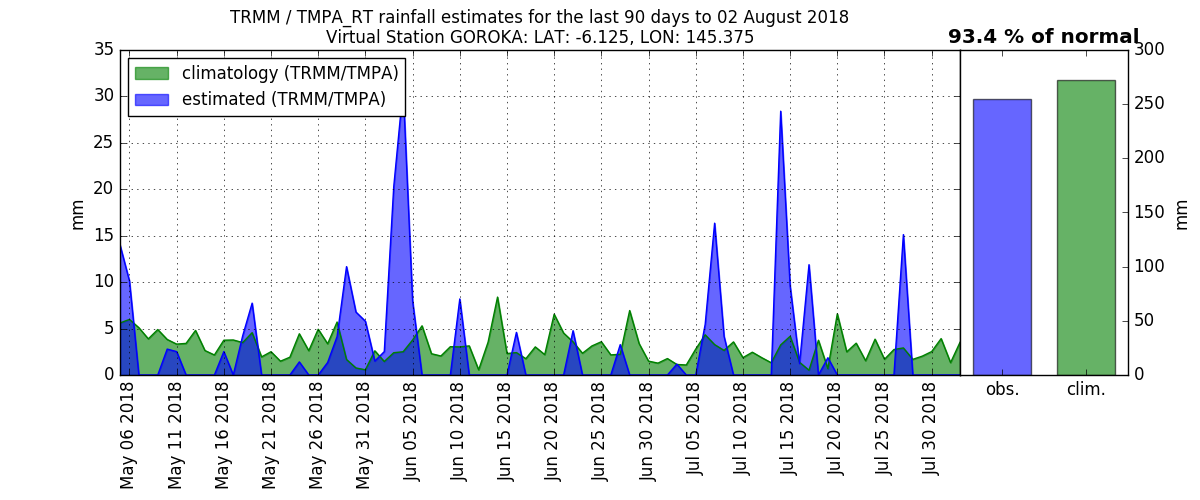 TRMM / TMPA_RT rainfall estimates for the last 90 days to 02 August 2018
Virtual Station GOROKA: LAT: -6.125, LON: 145.375
93.4 % of normal
climatology (TRMM/TMPA)
estimated (TRMM/TMPA)
35
30
25
20
15
10
5
0
mm
May 06 2018
May 11 2018
May 16 2018
May 21 2018
May 26 2018
May 31 2018
Jun 05 2018
Jun 10 2018
Jun 15 2018
Jun 20 2018
Jun 25 2018
Jun 30 2018
Jul 05 2018
Jul 10 2018
Jul 15 2018
Jul 20 2018
Jul 25 2018
Jul 30 2018
300
250
200
150
100
50
0
mm
obs.
clim.